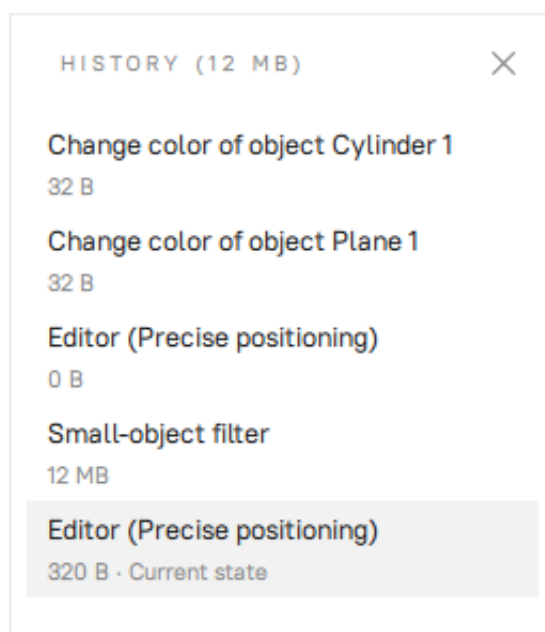 HISTORY (12 MB)
Change color of object Cylinder 1
32 B
Change color of object Plane 1
32 B
Editor (Precise positioning)
0 B
Small-object filter
12 MB
Editor (Precise positioning)
320 B · Current state